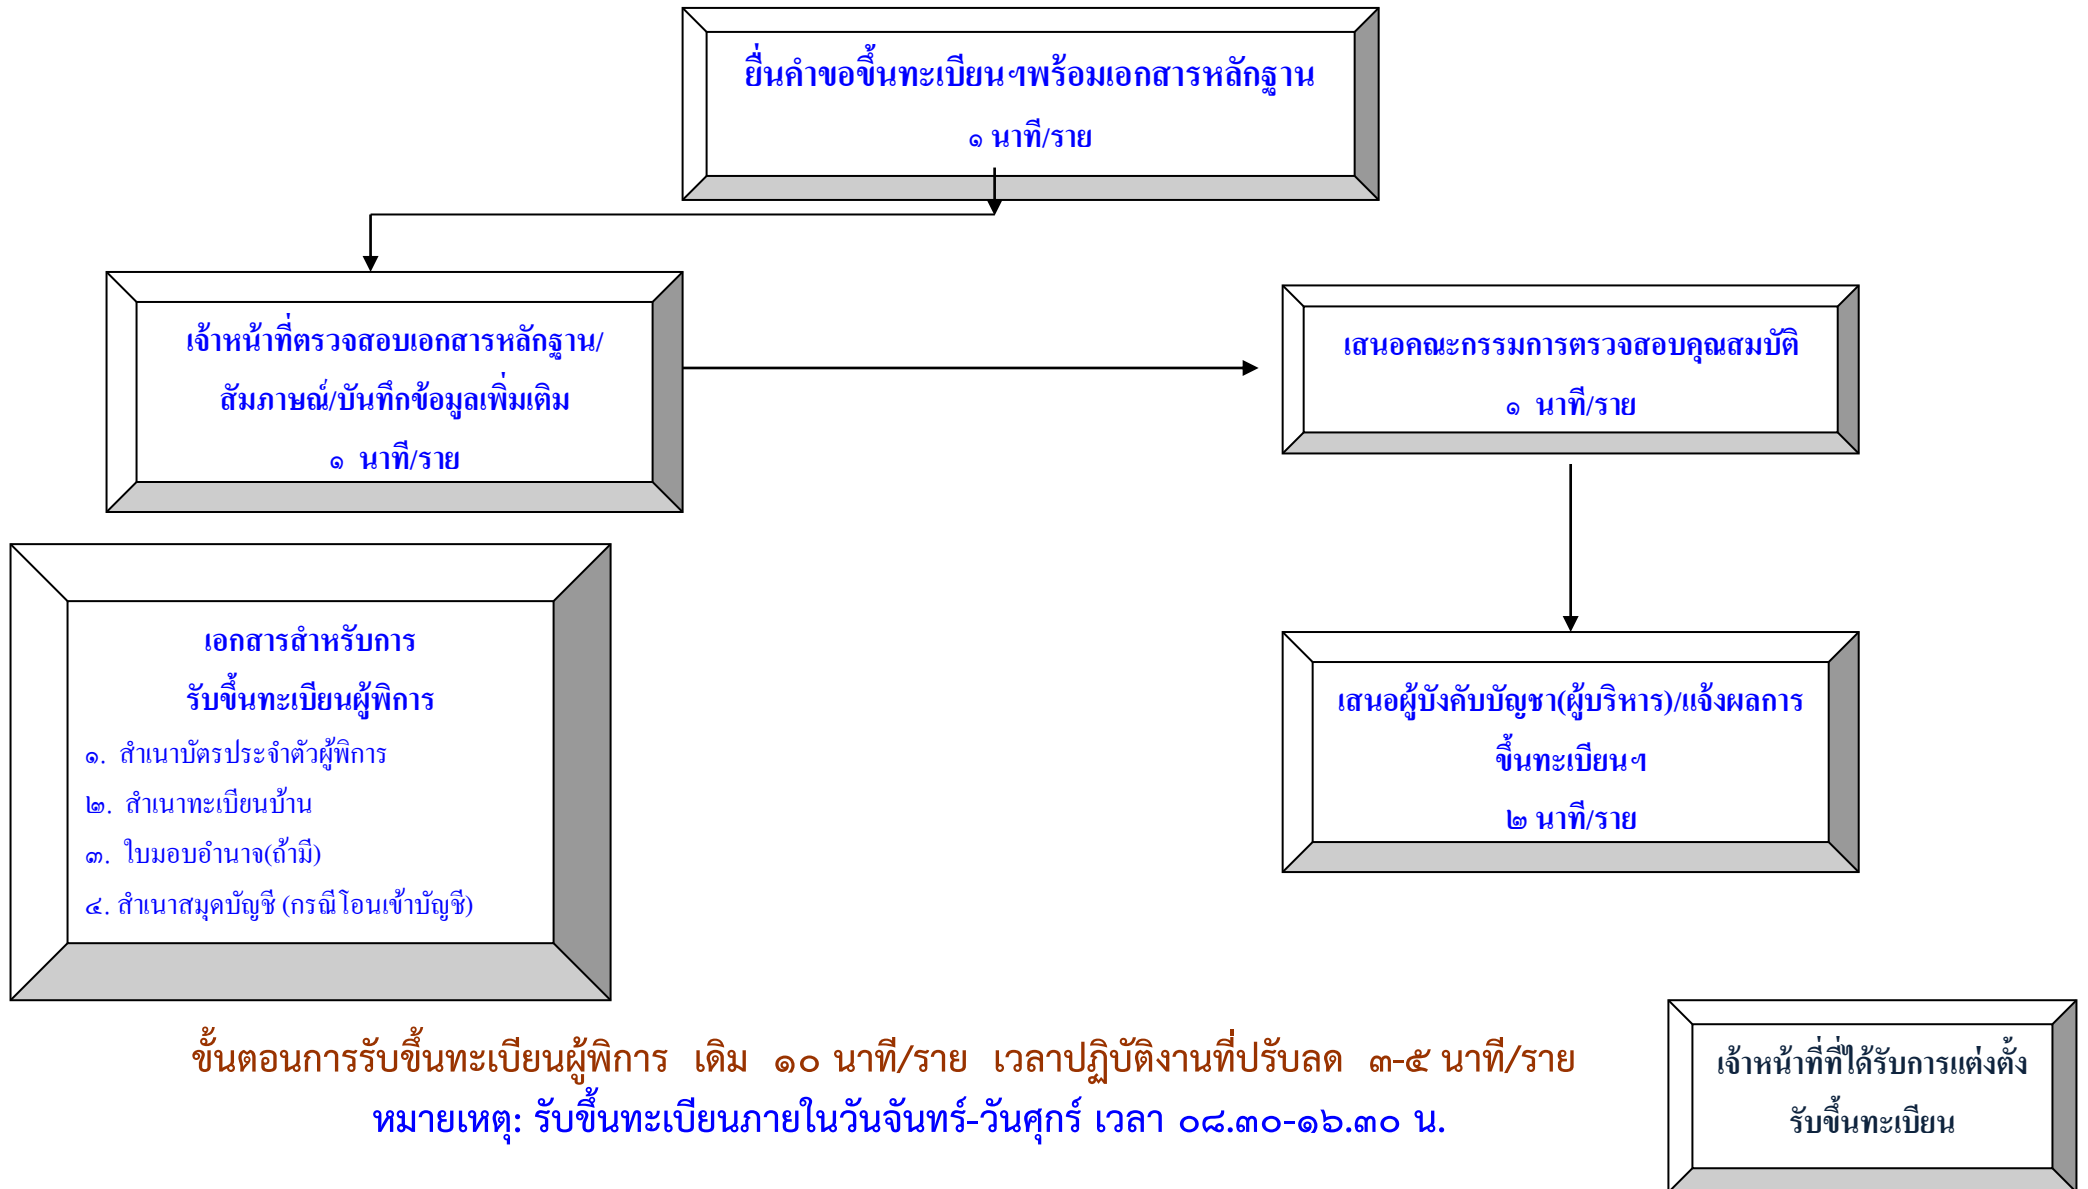 ยื่นคำขอขึ้นทะเบียนฯพร้อมเอกสารหลักฐาน
๑ นาที/ราย
เจ้าหน้าที่ตรวจสอบเอกสารหลักฐาน/
สัมภาษณ์/บันทึกข้อมูลเพิ่มเติม
๑ นาที/ราย
เสนอคณะกรรมการตรวจสอบคุณสมบัติ
๑ นาที/ราย
เอกสารสำหรับการ
รับขึ้นทะเบียนผู้พิการ
๑. สำเนาบัตรประจำตัวผู้พิการ
๒. สำเนาทะเบียนบ้าน
๓. ใบมอบอำนาจ(ถ้ามี)
๔. สำเนาสมุดบัญชี (กรณีโอนเข้าบัญชี)
เสนอผู้บังคับบัญชา(ผู้บริหาร)/แจ้งผลการ
ขึ้นทะเบียนฯ
๒ นาที/ราย
ขั้นตอนการรับขึ้นทะเบียนผู้พิการ เดิม ๑๐ นาที/ราย เวลาปฏิบัติงานที่ปรับลด ๓-๕ นาที/ราย
หมายเหตุ: รับขึ้นทะเบียนภายในวันจันทร์-วันศุกร์ เวลา ๐๘.๓๐-๑๖.๓๐ น.
เจ้าหน้าที่ที่ได้รับการแต่งตั้ง
รับขึ้นทะเบียน